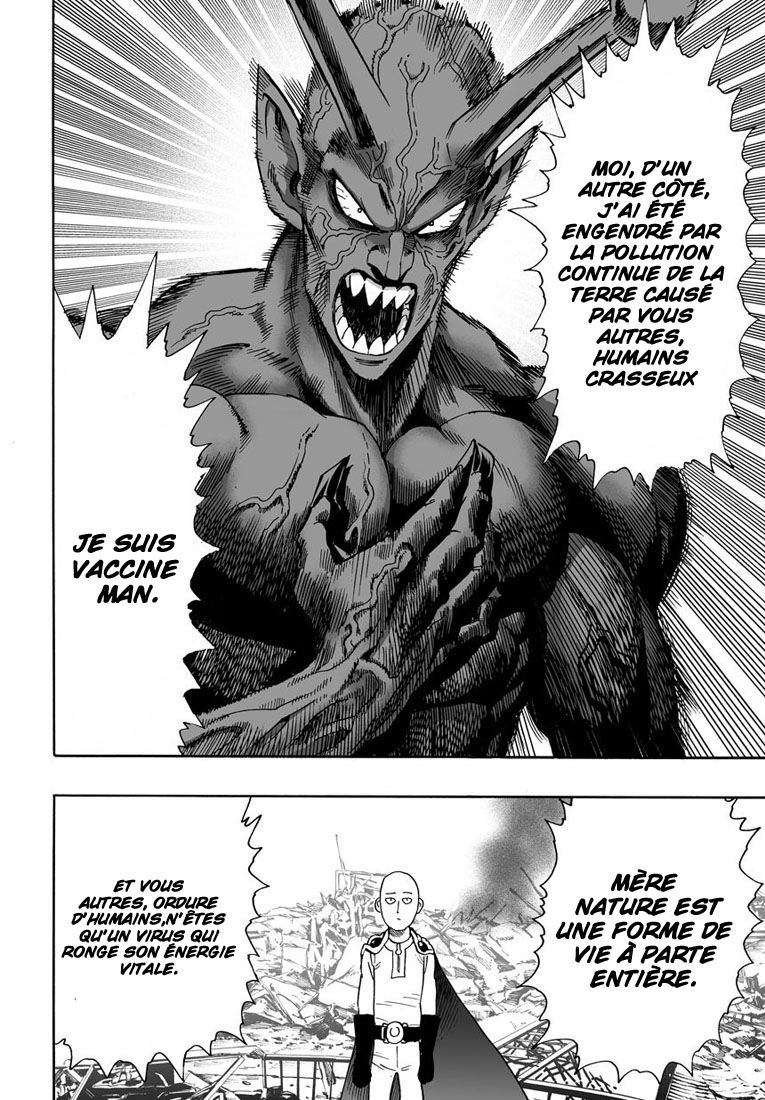 MOI, D'UN
AUTRE CÔTÉ,
J'AI ÉTÉ
ENGENDRÉ PAR
LA POLLUTION
CONTINUE DE LA
TERRE CAUSÉ
PAR VOUS
AUTRES,
HUMAINS
CRASSEUX
JE SUIS
VACCINE
MAN.
MÈRE
NATURE EST
UNE FORME DE
VIE À PARTE
ENTIÈRE.
ET VOUS
AUTRES, ORDURE
D'HUMAINS,N'ÊTES
QU'UN VIRUS QUI
RONGE SON ÉNERGIE
VITALE.